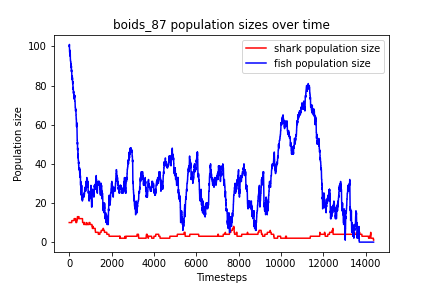 boids_87 population sizes over time
shark population size
fish population size
Population size
100
80
60
40
20
0
0 2000 4000 6000 8000 10000 12000 14000
Timesteps